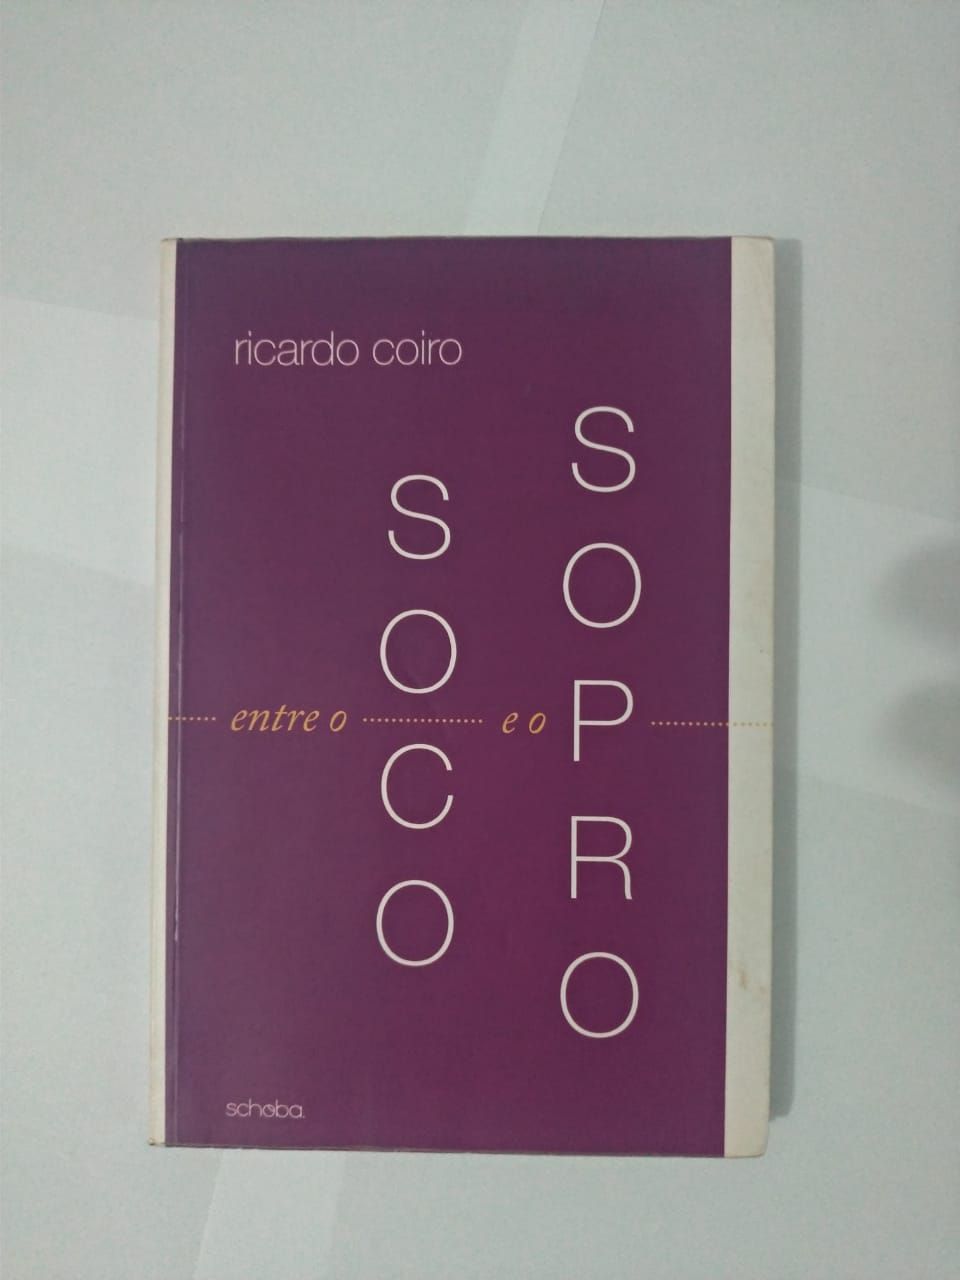 ricardo coiro
entre o SOCO e o SOPRO
schoba.